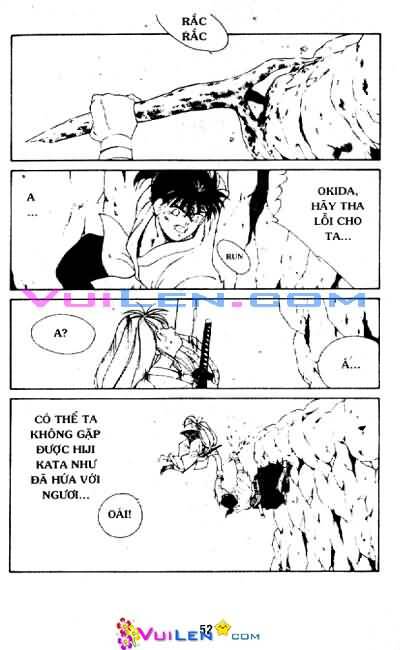 RẮC
RẮC
A
...
OKIDA,
HÃY THA
LỖI CHO
TA...
RUN
VUILEN.COM
A?
Ấ...
CÓ THỂ TA
KHÔNG GẶP
ĐƯỢC HIJI
KATA NHƯ
ĐÃ HỨA VỚI
NGƯƠI...
OÁI!
52
VUILEN.COM